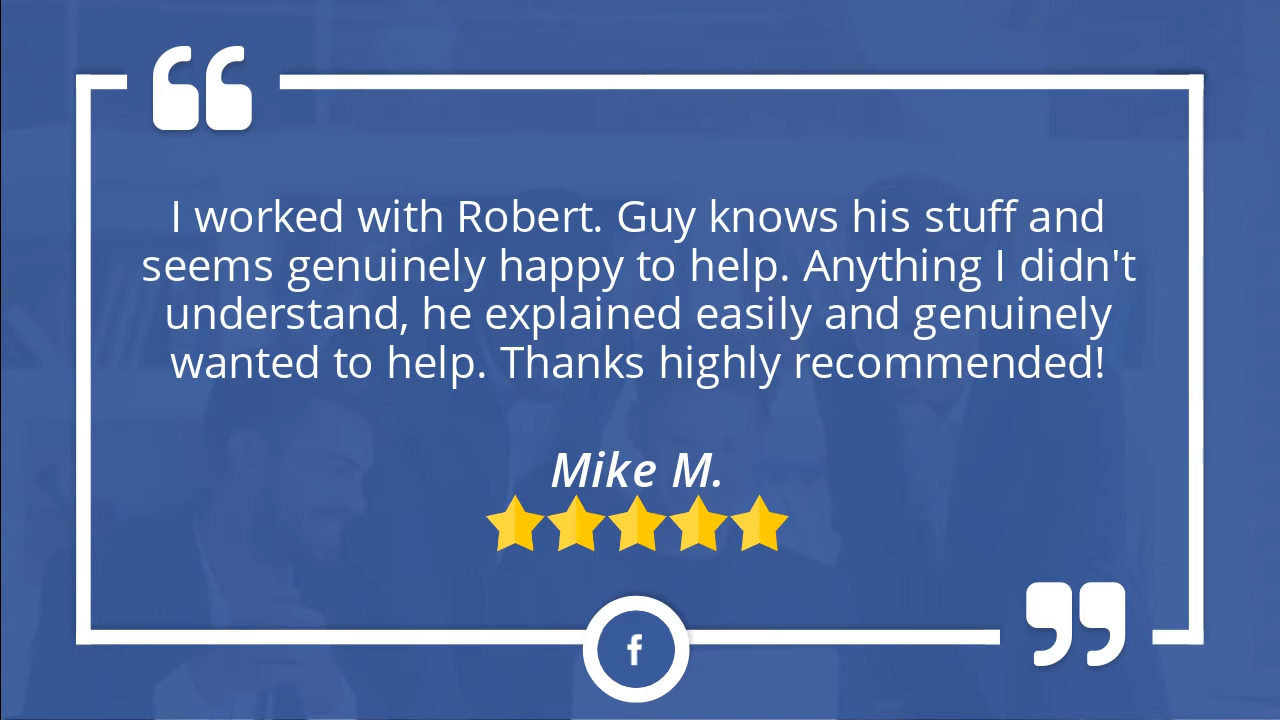 I worked with Robert. Guy knows his stuff and
seems genuinely happy to help. Anything I didn't
understand, he explained easily and genuinely
wanted to help. Thanks highly recommended!
Mike M.
f